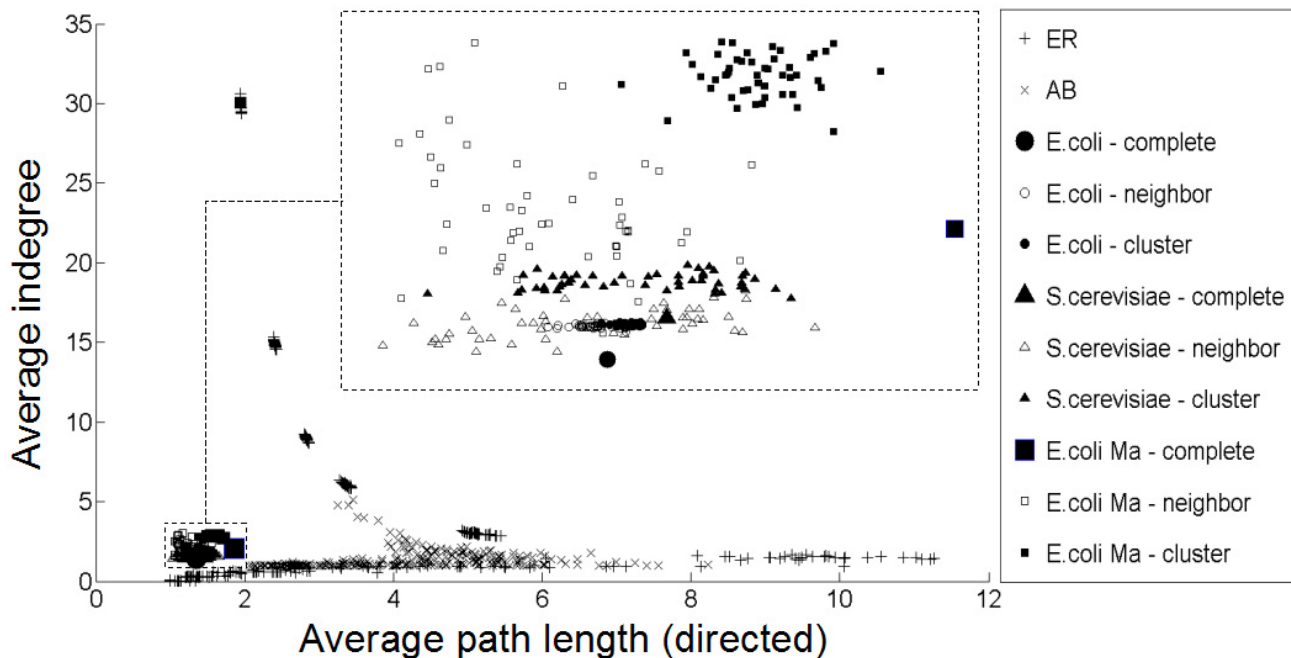 Average indegree
35
30
25
20
15
10
5
0
0 2 4 6 8 10 12
Average path length (directed)
ER
AB
E.coli - complete
E.coli - neighbor
E.coli - cluster
S.cerevisiae - complete
S.cerevisiae - neighbor
S.cerevisiae - cluster
E.coli Ma - complete
E.coli Ma - neighbor
E.coli Ma - cluster